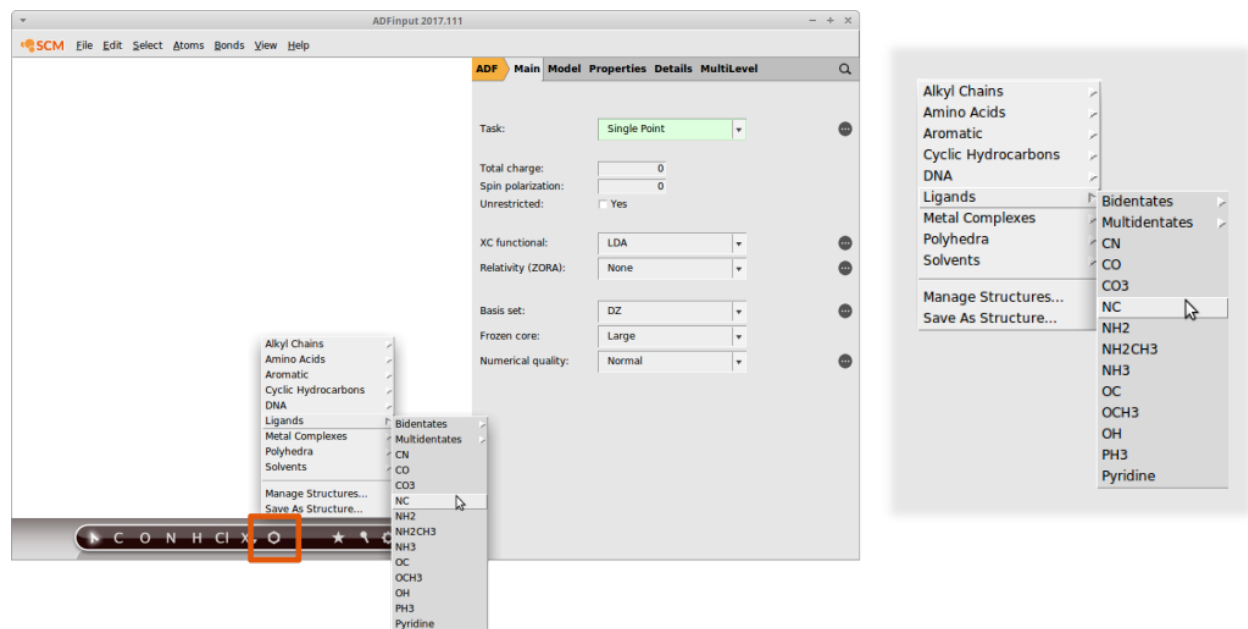 ADFinput 2017.111
SCM File Edit Select Atoms Bonds View Help
ADF Main Model Properties Details MultiLevel
Task: Single Point
Total charge: 0
Spin polarization: 0
Unrestricted: Yes
XC functional: LDA
Relativity (ZORA): None
Basis set: DZ
Frozen core: Large
Numerical quality: Normal
Alkyl Chains
Amino Acids
Aromatic
Cyclic Hydrocarbons
DNA
Ligands
Metal Complexes
Polyhedra
Solvents
Manage Structures...
Save As Structure...
Bidentates
Multidentates
CN
CO
CO3
NC
NH2
NH2CH3
NH3
OC
OCH3
OH
PH3
Pyridine
C O N H Cl X
Alkyl Chains
Amino Acids
Aromatic
Cyclic Hydrocarbons
DNA
Ligands
Metal Complexes
Polyhedra
Solvents
Manage Structures...
Save As Structure...
Bidentates
Multidentates
CN
CO
CO3
NC
NH2
NH2CH3
NH3
OC
OCH3
OH
PH3
Pyridine